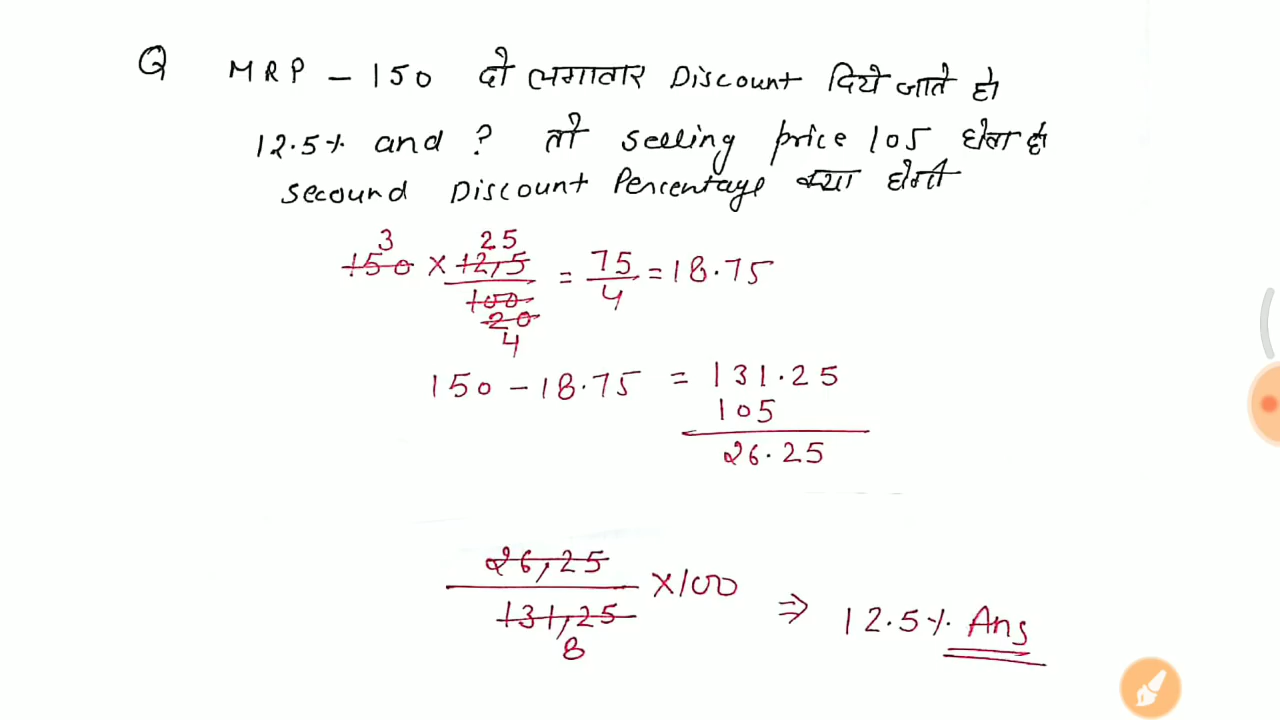 Q MRP - 150 दो लगातार Discount दिये जाते हो
12.5% and ? तो selling price 105 होता हो
secound Discount Percentage क्या होगी
3 25
150 × 12.5 / 100 = 75/4 = 18.75
20
4
150 - 18.75 = 131.25
105
26.25
26.25 / 131.25 ×100 ⇒ 12.5% Ans
8